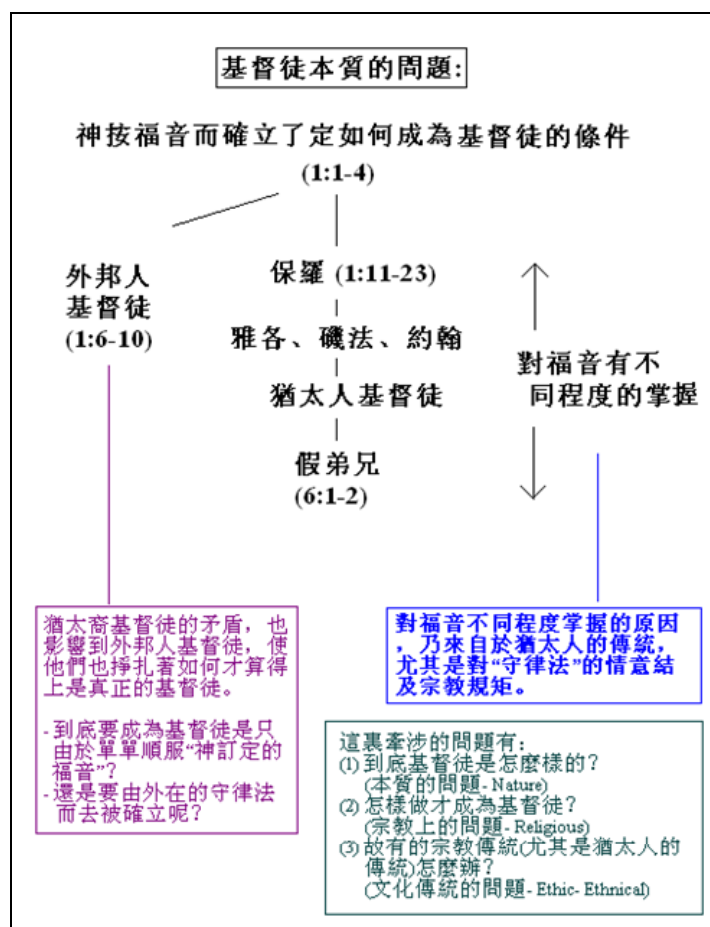 基督徒本質的問題:
神按福音而確立了定如何成為基督徒的條件
(1:1-4)
外邦人
基督徒
(1:6-10)
保羅 (1:11-23)
雅各、磯法、約翰
猶太人基督徒
假弟兄
(6:1-2)
對福音有不
同程度的掌握
猶太裔基督徒的矛盾，也
影響到外邦人基督徒，使
他們也掙扎著如何才算得
上是真正的基督徒。
- 到底要成為基督徒是只
由於單單順服“神訂定的
福音”？
- 還是要由外在的守律法
而去被確立呢？
對福音不同程度掌握的原因
，乃來自於猶太人的傳統，
尤其是對“守律法”的情意結
及宗教規矩。
這裏牽涉的問題有：
(1) 到底基督徒是怎麼樣的？
(本質的問題- Nature)
(2) 怎樣做才成為基督徒？
(宗教上的問題- Religious)
(3) 故有的宗教傳統(尤其是猶太人的
傳統)怎麼辦？
(文化傳統的問題- Ethic- Ethnical)